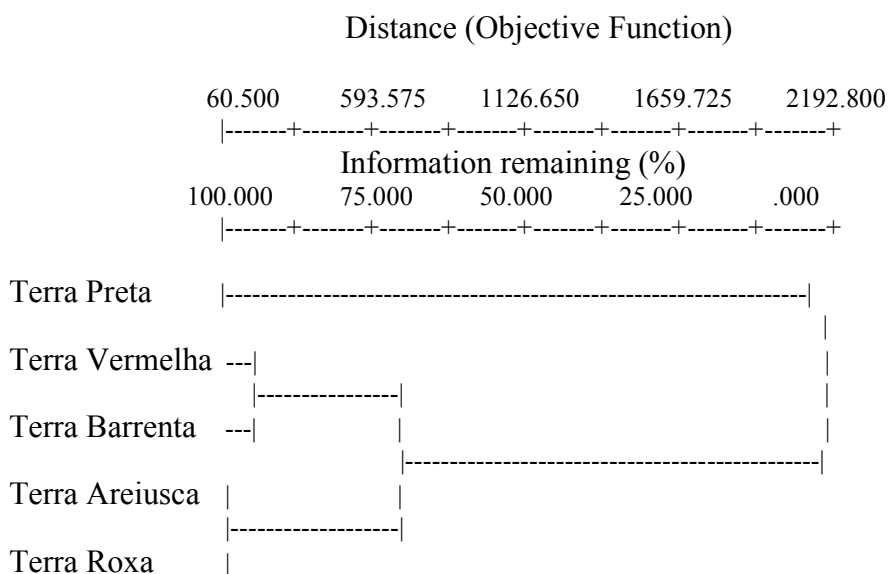 Distance (Objective Function)
60.500 593.575 1126.650 1659.725 2192.800
|-------+-------+-------+-------+-------+-------+-------+-------+
Information remaining (%)
100.000 75.000 50.000 25.000 .000
|-------+-------+-------+-------+-------+-------+-------+-------+
Terra Preta |-----------------------------------------------------------|
|
Terra Vermelha ---| |
|---------------| |
Terra Barrenta ---| | |
|------------------------------------------|
Terra Areiusca | |
|-----------------|
Terra Roxa |